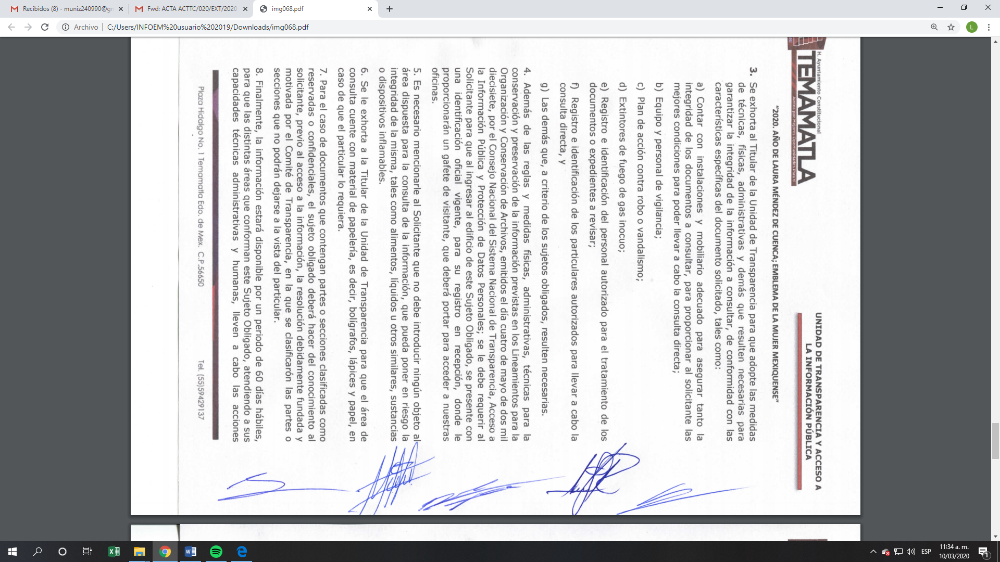 Recibidos (8) - muniz240990@gm
Fwd: ACTA ACTTC/020/EXT/2020
img068.pdf
Archivo
C:/Users/INFOEM%20usuario%202019/Downloads/img068.pdf
L
H. Ayuntamiento Constitucional
TEMAMATLA
Juntos por Mejores Oportunidades Para ti
UNIDAD DE TRANSPARENCIA Y ACCESO A
LA INFORMACIÓN PÚBLICA
"2020. AÑO DE LAURA MÉNDEZ DE CUENCA; EMBLEMA DE LA MUJER MEXIQUENSE"
3. Se exhorta al Titular de la Unidad de Transparencia para que adopte las medidas
de técnicas, físicas, administrativas y demás que resulten necesarias para
garantizar la integridad de la información a consultar, de conformidad con las
características específicas del documento solicitado, tales como:
a) Contar con instalaciones y mobiliario adecuado para asegurar tanto la
integridad de los documentos a consultar, para proporcionar al solicitante las
mejores condiciones para poder llevar a cabo la consulta directa;
b) Equipo y personal de vigilancia;
c) Plan de acción contra robo o vandalismo;
d) Extintores de fuego de gas inocuo;
e) Registro e identificación del personal autorizado para el tratamiento de los
documentos o expedientes a revisar;
f) Registro e identificación de los particulares autorizados para llevar a cabo la
consulta directa, y
g) Las demás que, a criterio de los sujetos obligados, resulten necesarias.
4. Además de las reglas y medidas físicas, administrativas, técnicas para la
conservación y preservación de la información previstas en los Lineamientos para la
Organización y Conservación de Archivos, emitidos el día cuatro de mayo de dos mil
diecisiete, por el Consejo Nacional del Sistema Nacional de Transparencia, Acceso a
la Información Pública y Protección de Datos Personales; se le debe requerir al
Solicitante para que al ingresar al edificio de este Sujeto Obligado, se presente con
una identificación oficial vigente, para su registro en recepción, donde le
proporcionarán un gafete de visitante, que deberá portar para acceder a nuestras
oficinas.
5. Es necesario mencionarle al Solicitante que no debe introducir ningún objeto al
área dispuesta para la consulta de la información, que pueda poner en riesgo la
integridad de la misma, tales como alimentos, líquidos u otros similares, sustancias
o dispositivos inflamables.
6. Se le exhorta a la Titular de la Unidad de Transparencia para que el área de
consulta cuente con material de papelería, es decir, bolígrafos, lápices y papel, en
caso de que el particular lo requiera.
7. Para el caso de documentos que contengan partes o secciones clasificadas como
reservadas o confidenciales, el sujeto obligado deberá hacer del conocimiento al
solicitante, previo al acceso a la información, la resolución debidamente fundada y
motivada por el Comité de Transparencia, en la que se clasificarón las partes o
secciones que no podrán dejarse a la vista del particular.
8. Finalmente, la información estará disponible por un periodo de 60 días hábiles,
para que las distintas áreas que conforman este Sujeto Obligado, atendiendo a sus
capacidades técnicas administrativas y humanas, lleven a cabo las acciones
Plaza Hidalgo No. 1 Temamatla Edo. de Mex. C.P.56650
Tel. (55)59429137
ESP
11:34 a. m.
10/03/2020
1